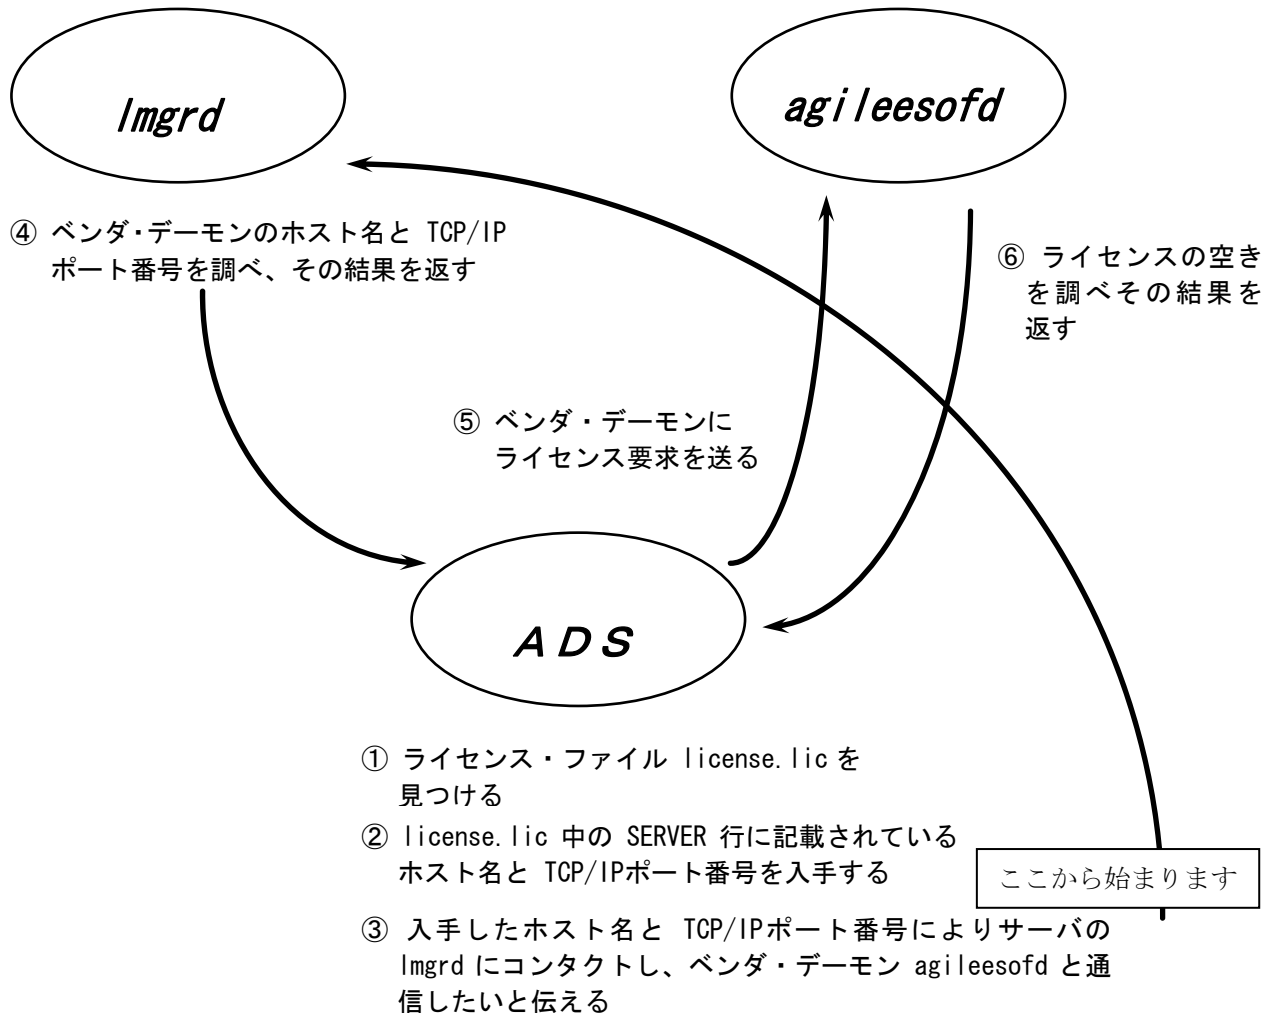 lmgrd
agileesofd
④ ベンダ・デーモンのホスト名と TCP/IP
ポート番号を調べ、その結果を返す
⑥ ライセンスの空き
を調べその結果を
返す
⑤ ベンダ・デーモンに
ライセンス要求を送る
ＡＤＳ
① ライセンス・ファイル license.lic を
見つける
② license.lic 中の SERVER 行に記載されている
ホスト名と TCP/IPポート番号を入手する
ここから始まります
③ 入手したホスト名と TCP/IPポート番号によりサーバの
lmgrd にコンタクトし、ベンダ・デーモン agileesofd と通
信したいと伝える